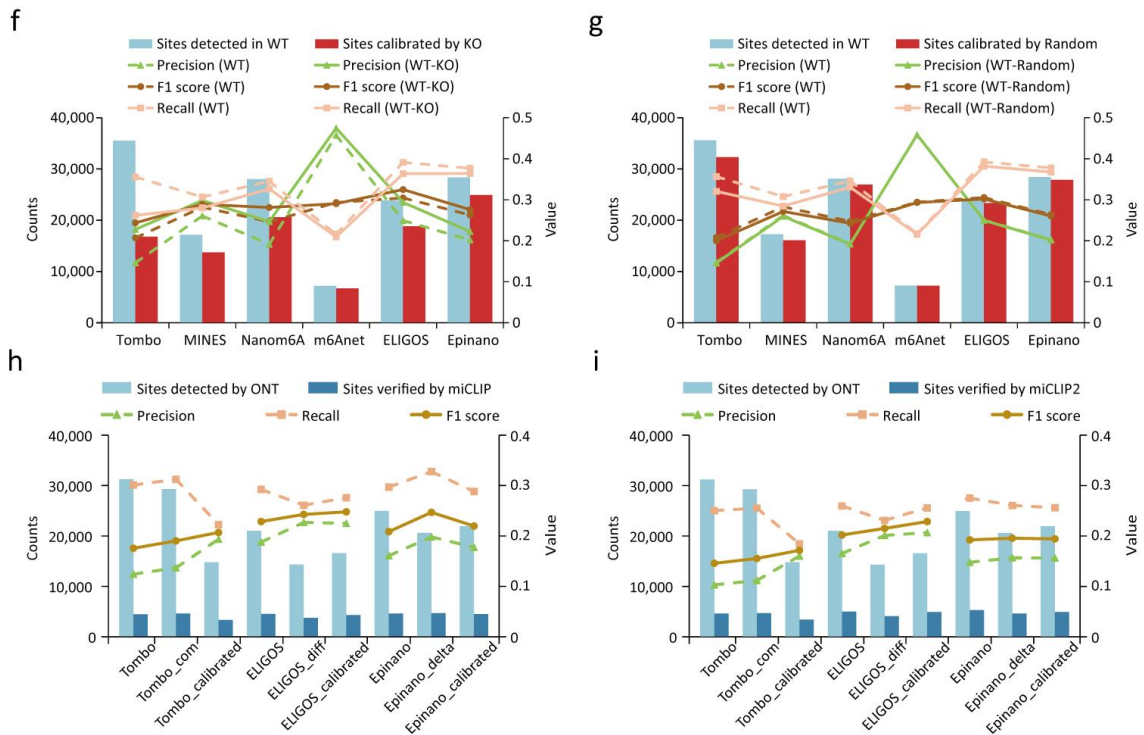 f
Sites detected in WT Sites calibrated by KO
Precision (WT) Precision (WT-KO)
F1 score (WT) F1 score (WT-KO)
Recall (WT) Recall (WT-KO)
40,000 0.5
30,000 0.4
0.3
20,000
0.2
10,000
0.1
0 0
Counts
Value
Tombo MINES Nanom6A m6Anet ELIGOS Epinano
g
Sites detected in WT Sites calibrated by Random
Precision (WT) Precision (WT-Random)
F1 score (WT) F1 score (WT-Random)
Recall (WT) Recall (WT-Random)
40,000 0.5
30,000 0.4
0.3
20,000
0.2
10,000
0.1
0 0
Counts
Value
Tombo MINES Nanom6A m6Anet ELIGOS Epinano
h
Sites detected by ONT Sites verified by miCLIP
Precision Recall F1 score
40,000 0.4
30,000 0.3
20,000 0.2
10,000 0.1
0 0
Counts
Value
Tombo
Tombo_com
Tombo_calibrated
ELIGOS
ELIGOS_diff
ELIGOS_calibrated
Epinano
Epinano_delta
Epinano_calibrated
i
Sites detected by ONT Sites verified by miCLIP2
Precision Recall F1 score
40,000 0.4
30,000 0.3
20,000 0.2
10,000 0.1
0 0
Counts
Value
Tombo
Tombo_com
Tombo_calibrated
ELIGOS
ELIGOS_diff
ELIGOS_calibrated
Epinano
Epinano_delta
Epinano_calibrated